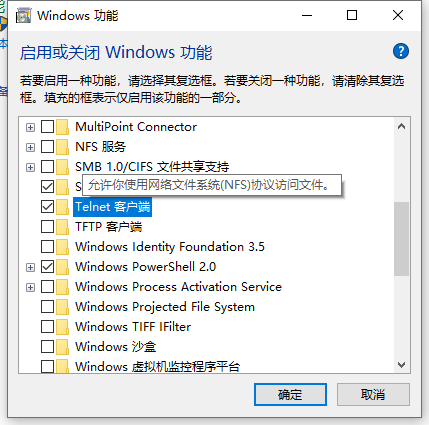 Windows 功能
启用或关闭 Windows 功能
若要启用一种功能，请选择其复选框。若要关闭一种功能，请清除其复选
框。填充的框表示仅启用该功能的一部分。
MultiPoint Connector
NFS 服务
SMB 1.0/CIFS 文件共享支持
S
允许你使用网络文件系统(NFS)协议访问文件。
Telnet 客户端
TFTP 客户端
Windows Identity Foundation 3.5
Windows PowerShell 2.0
Windows Process Activation Service
Windows Projected File System
Windows TIFF IFilter
Windows 沙盒
Windows 虚拟机监控程序平台
确定
取消